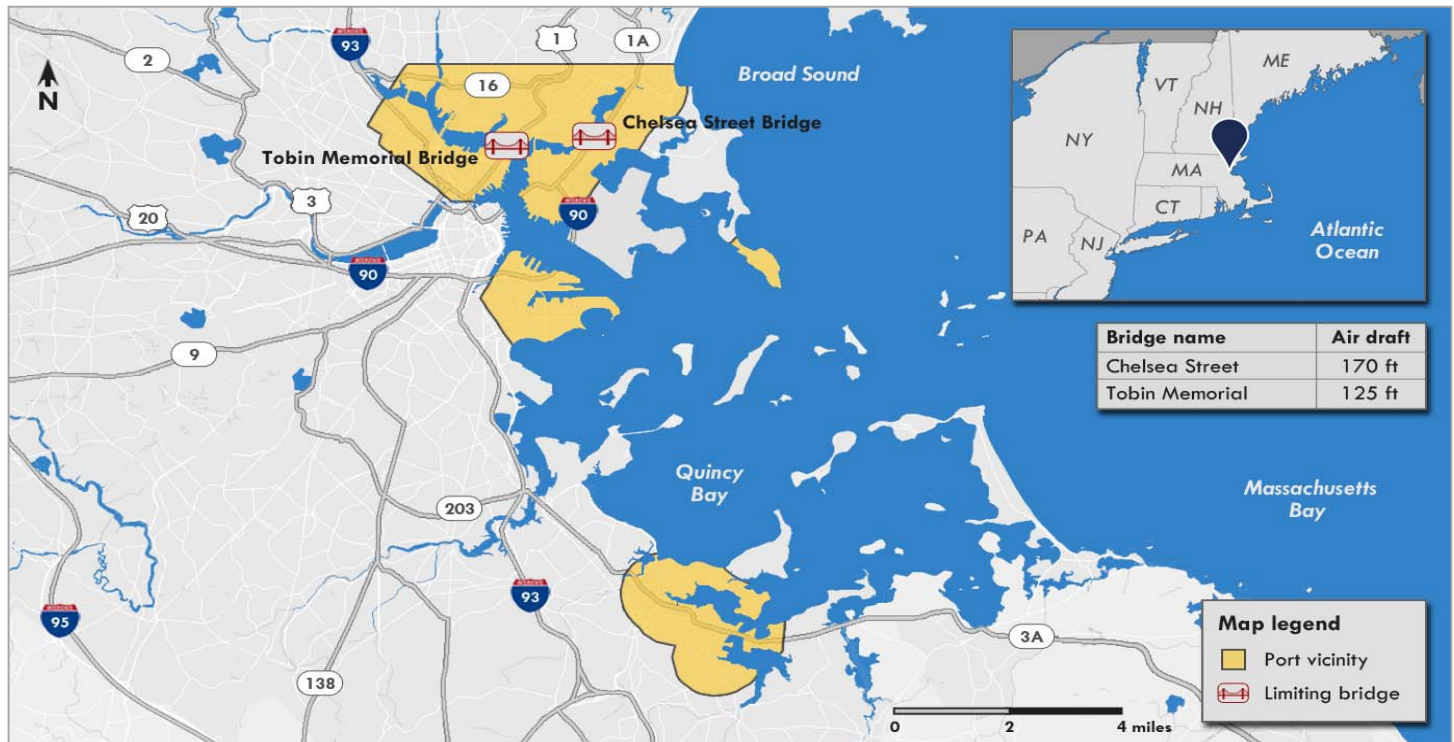 93
1
1A
2
N
16
Broad Sound
Chelsea Street Bridge
Tobin Memorial Bridge
3
20
90
90
9
Quincy
Bay
Massachusetts
Bay
203
93
95
138
3A
0
2
4 miles
ME
VT
NH
NY
MA
CT
PA
NJ
Atlantic
Ocean
Bridge name Air draft
Chelsea Street 170 ft
Tobin Memorial 125 ft
Map legend
Port vicinity
Limiting bridge